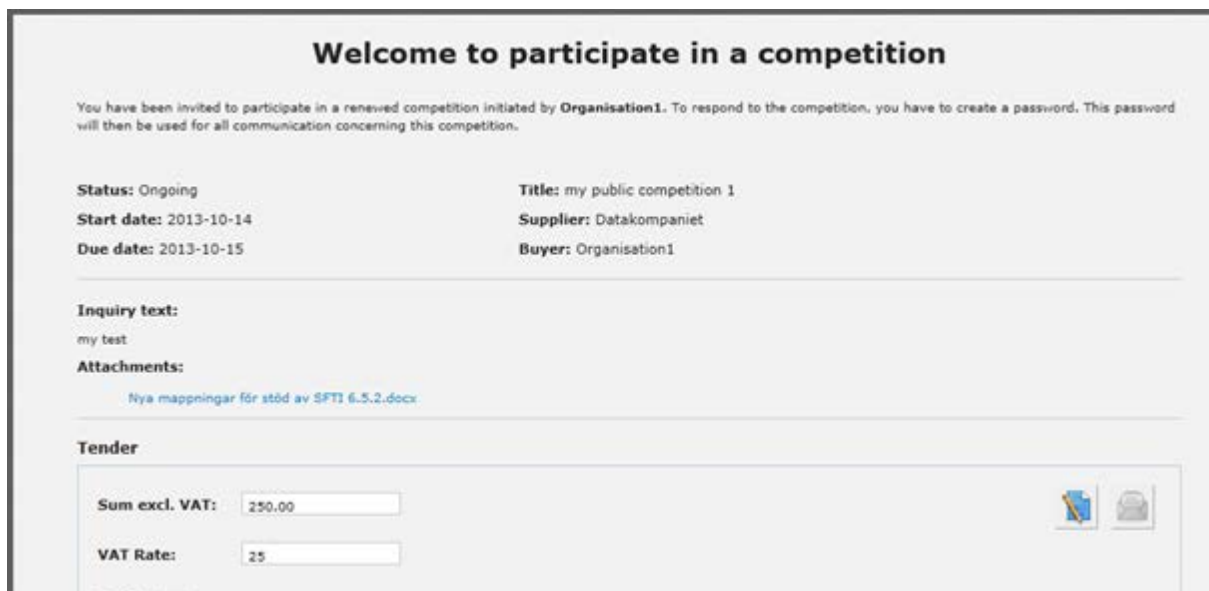 Welcome to participate in a competition
You have been invited to participate in a renewed competition initiated by Organisation1. To respond to the competition, you have to create a password. This password
will then be used for all communication concerning this competition.
Status: Ongoing
Title: my public competition 1
Start date: 2013-10-14
Supplier: Datakompaniet
Due date: 2013-10-15
Buyer: Organisation1
Inquiry text:
my test
Attachments:
Nya mappningar för stöd av SFTI 6.5.2.docx
Tender
Sum excl. VAT: 250.00
VAT Rate: 25